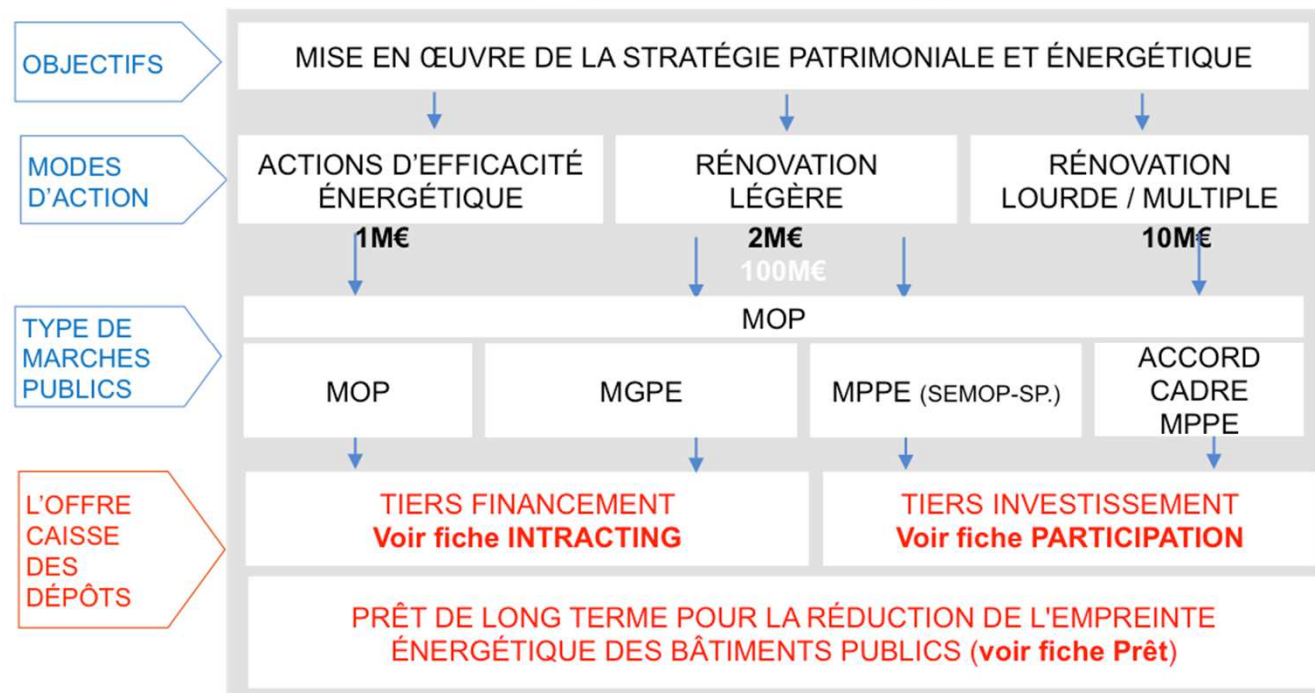 OBJECTIFS
MISE EN ŒUVRE DE LA STRATÉGIE PATRIMONIALE ET ÉNERGÉTIQUE
MODES
D'ACTION
ACTIONS D'EFFICACITÉ
ÉNERGÉTIQUE
1M€
RÉNOVATION
LÉGÈRE
2M€
100M€
RÉNOVATION
LOURDE / MULTIPLE
10M€
TYPE DE
MARCHES
PUBLICS
MOP
MOP
MGPE
MPPE (SEMOP-SP.)
ACCORD
CADRE
MPPE
L'OFFRE
CAISSE
DES
DÉPÔTS
TIERS FINANCEMENT
Voir fiche INTRACTING
TIERS INVESTISSEMENT
Voir fiche PARTICIPATION
PRÊT DE LONG TERME POUR LA RÉDUCTION DE L'EMPREINTE
ÉNERGÉTIQUE DES BÂTIMENTS PUBLICS (voir fiche Prêt)